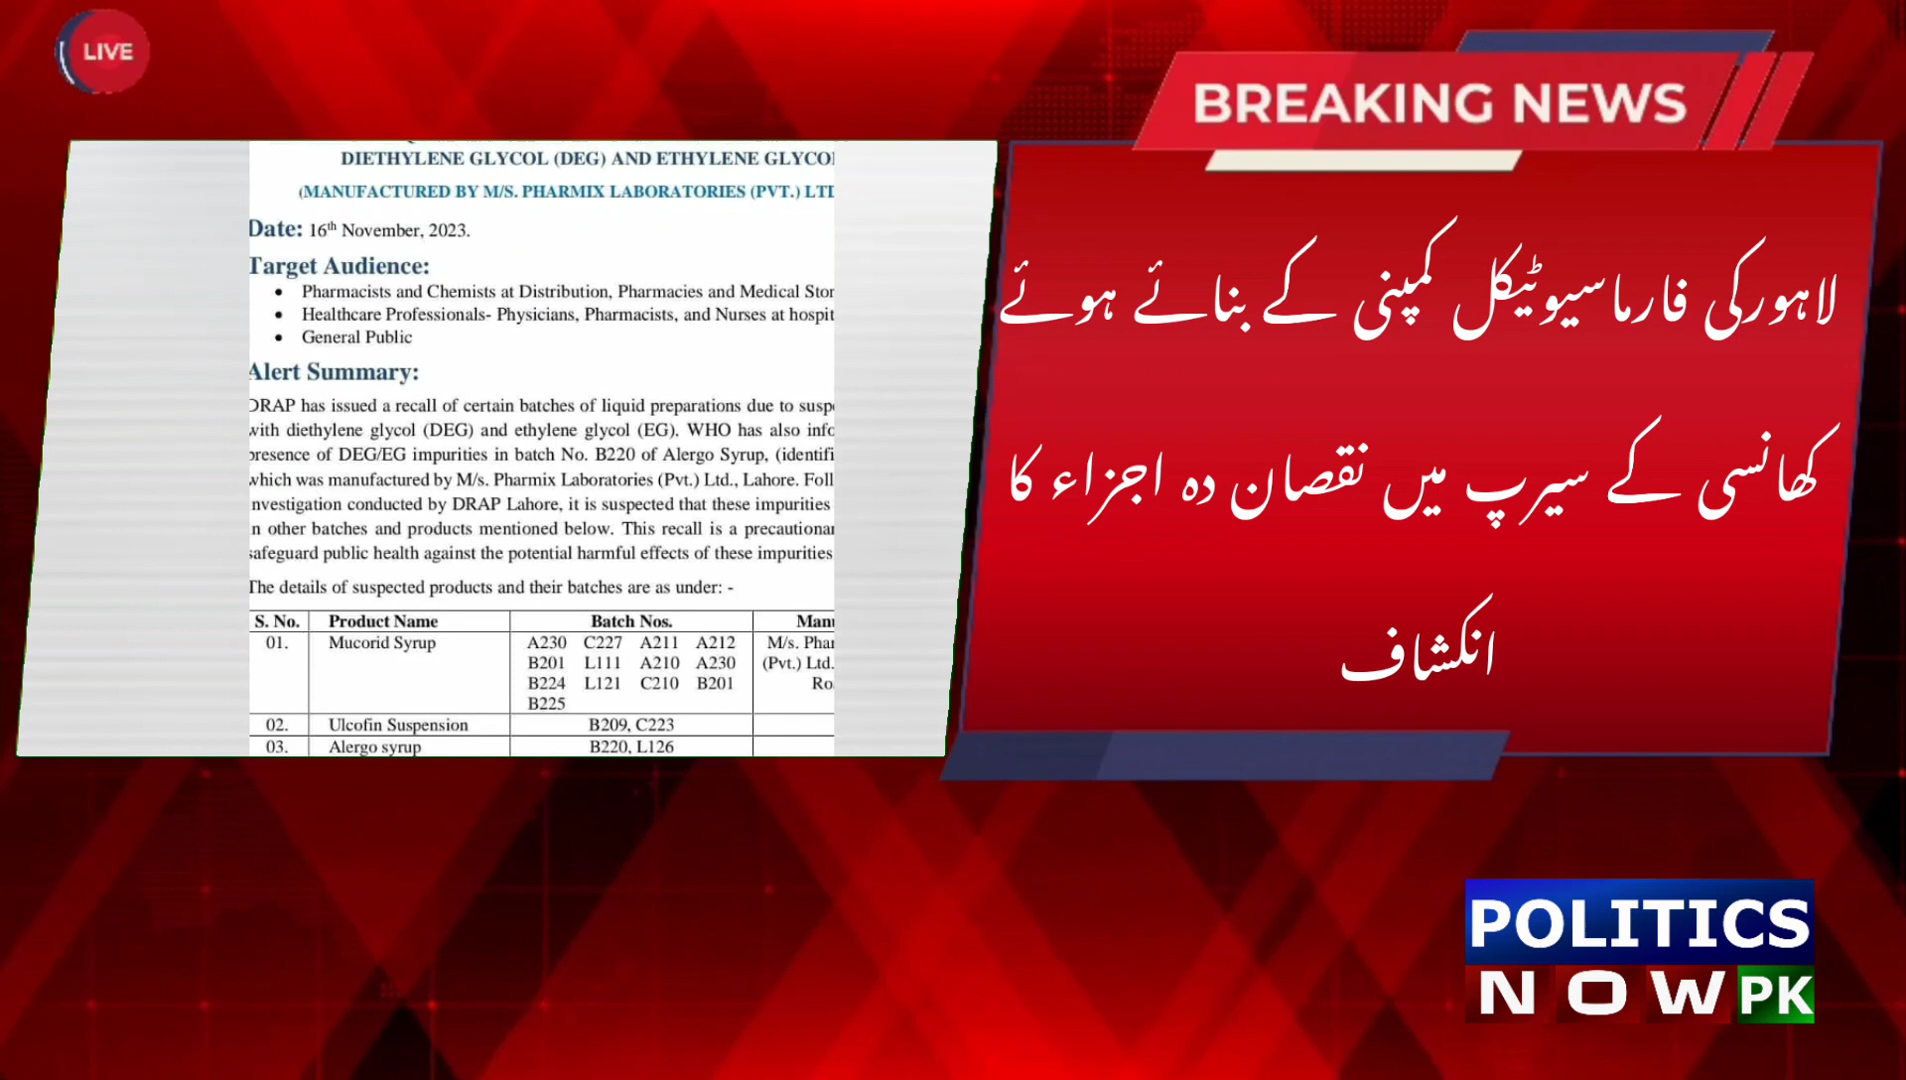 LIVE
BREAKING NEWS
DIETHYLENE GLYCOL (DEG) AND ETHYLENE GLYCO
(MANUFACTURED BY M/S. PHARMIX LABORATORIES (PVT.) LTD
Date: 16th November, 2023.
Target Audience:
• Pharmacists and Chemists at Distribution, Pharmacies and Medical Stor
• Healthcare Professionals- Physicians, Pharmacists, and Nurses at hospit
• General Public
Alert Summary:
DRAP has issued a recall of certain batches of liquid preparations due to susp
with diethylene glycol (DEG) and ethylene glycol (EG). WHO has also info
presence of DEG/EG impurities in batch No. B220 of Alergo Syrup, (identifi
which was manufactured by M/s. Pharmix Laboratories (Pvt.) Ltd., Lahore. Foll
investigation conducted by DRAP Lahore, it is suspected that these impurities
in other batches and products mentioned below. This recall is a precautionar
safeguard public health against the potential harmful effects of these impurities
The details of suspected products and their batches are as under: -
S. No. Product Name Batch Nos. Manu
01. Mucorid Syrup A230 C227 A211 A212 M/s. Phar
B201 L111 A210 A230 (Pvt.) Ltd.
B224 L121 C210 B201 Ro
B225
02. Ulcofin Suspension B209, C223
03. Alergo syrup B220, L126
لاہورکی فارماسیوٹیکل کمپنی کے بنائے ہوئے
کھانسی کے سیرپ میں نقصان دہ اجزاء کا
انکشاف
POLITICS
NOW PK